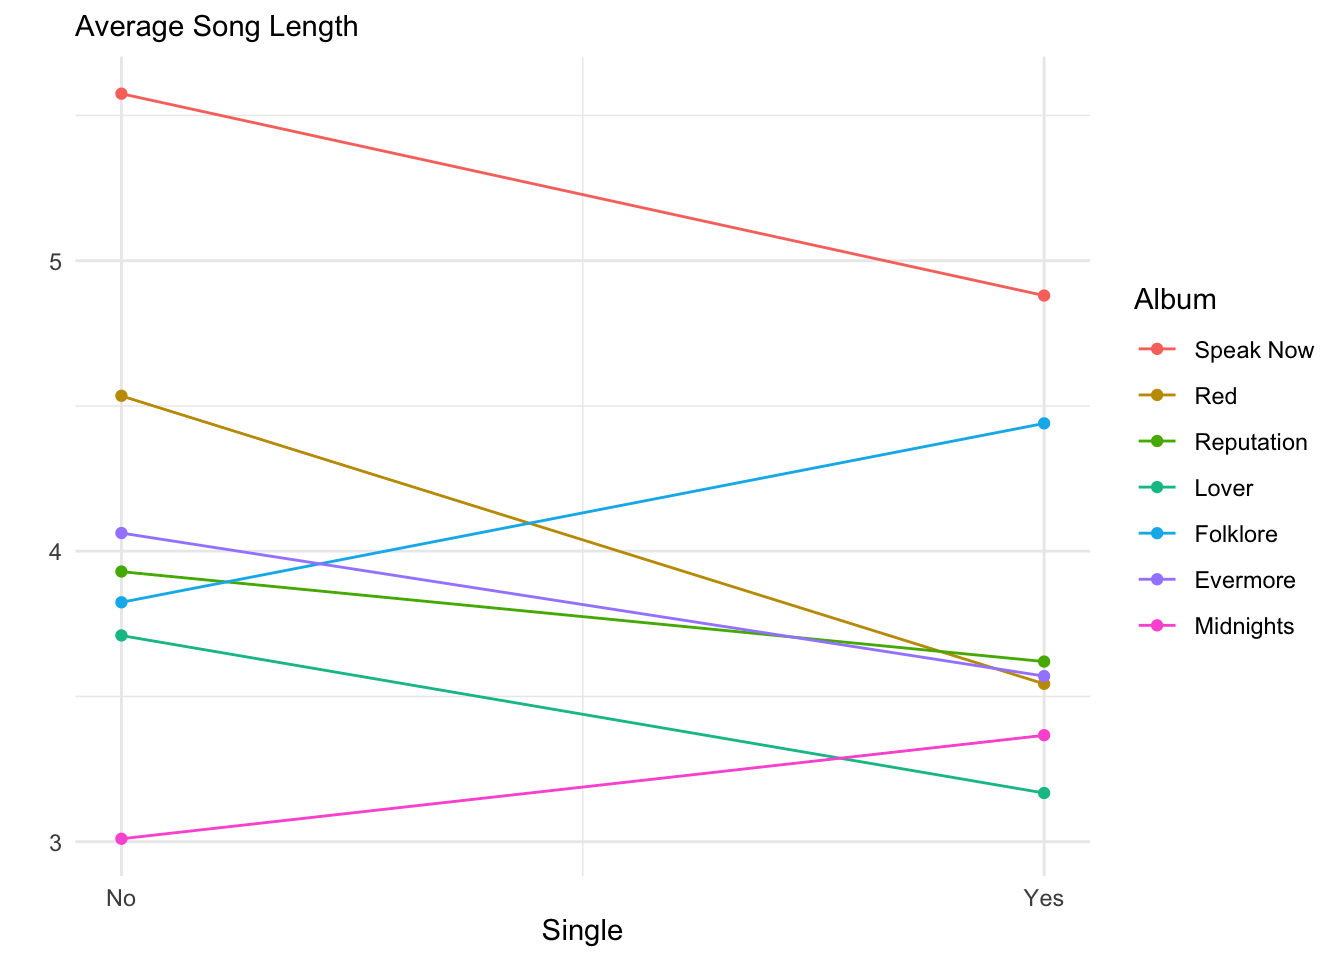 Average Song Length
5
4
3
No
Yes
Single
Album
Speak Now
Red
Reputation
Lover
Folklore
Evermore
Midnights